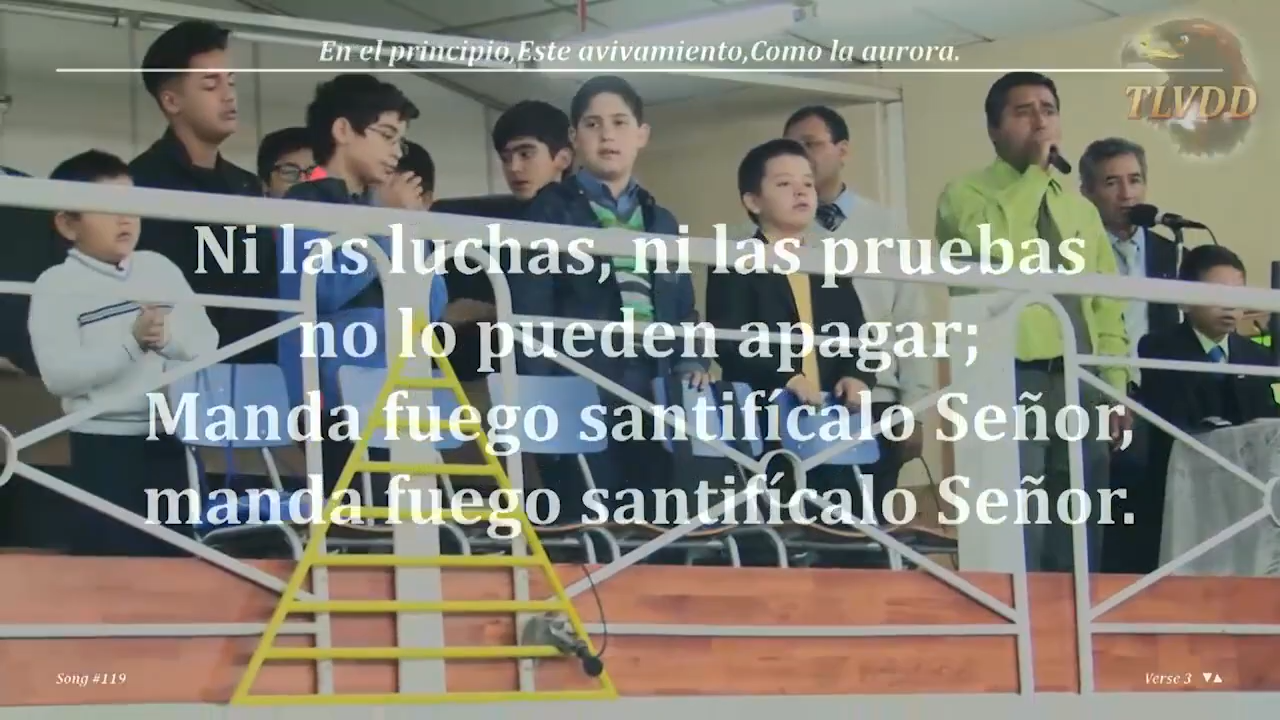 En el principio,Este avivamiento,Como la aurora.
TLVDD
Ni las luchas, ni las pruebas
no lo pueden apagar;
Manda fuego santifícalo Señor,
manda fuego santifícalo Señor.
Song #119
Verse 3 ▼▲